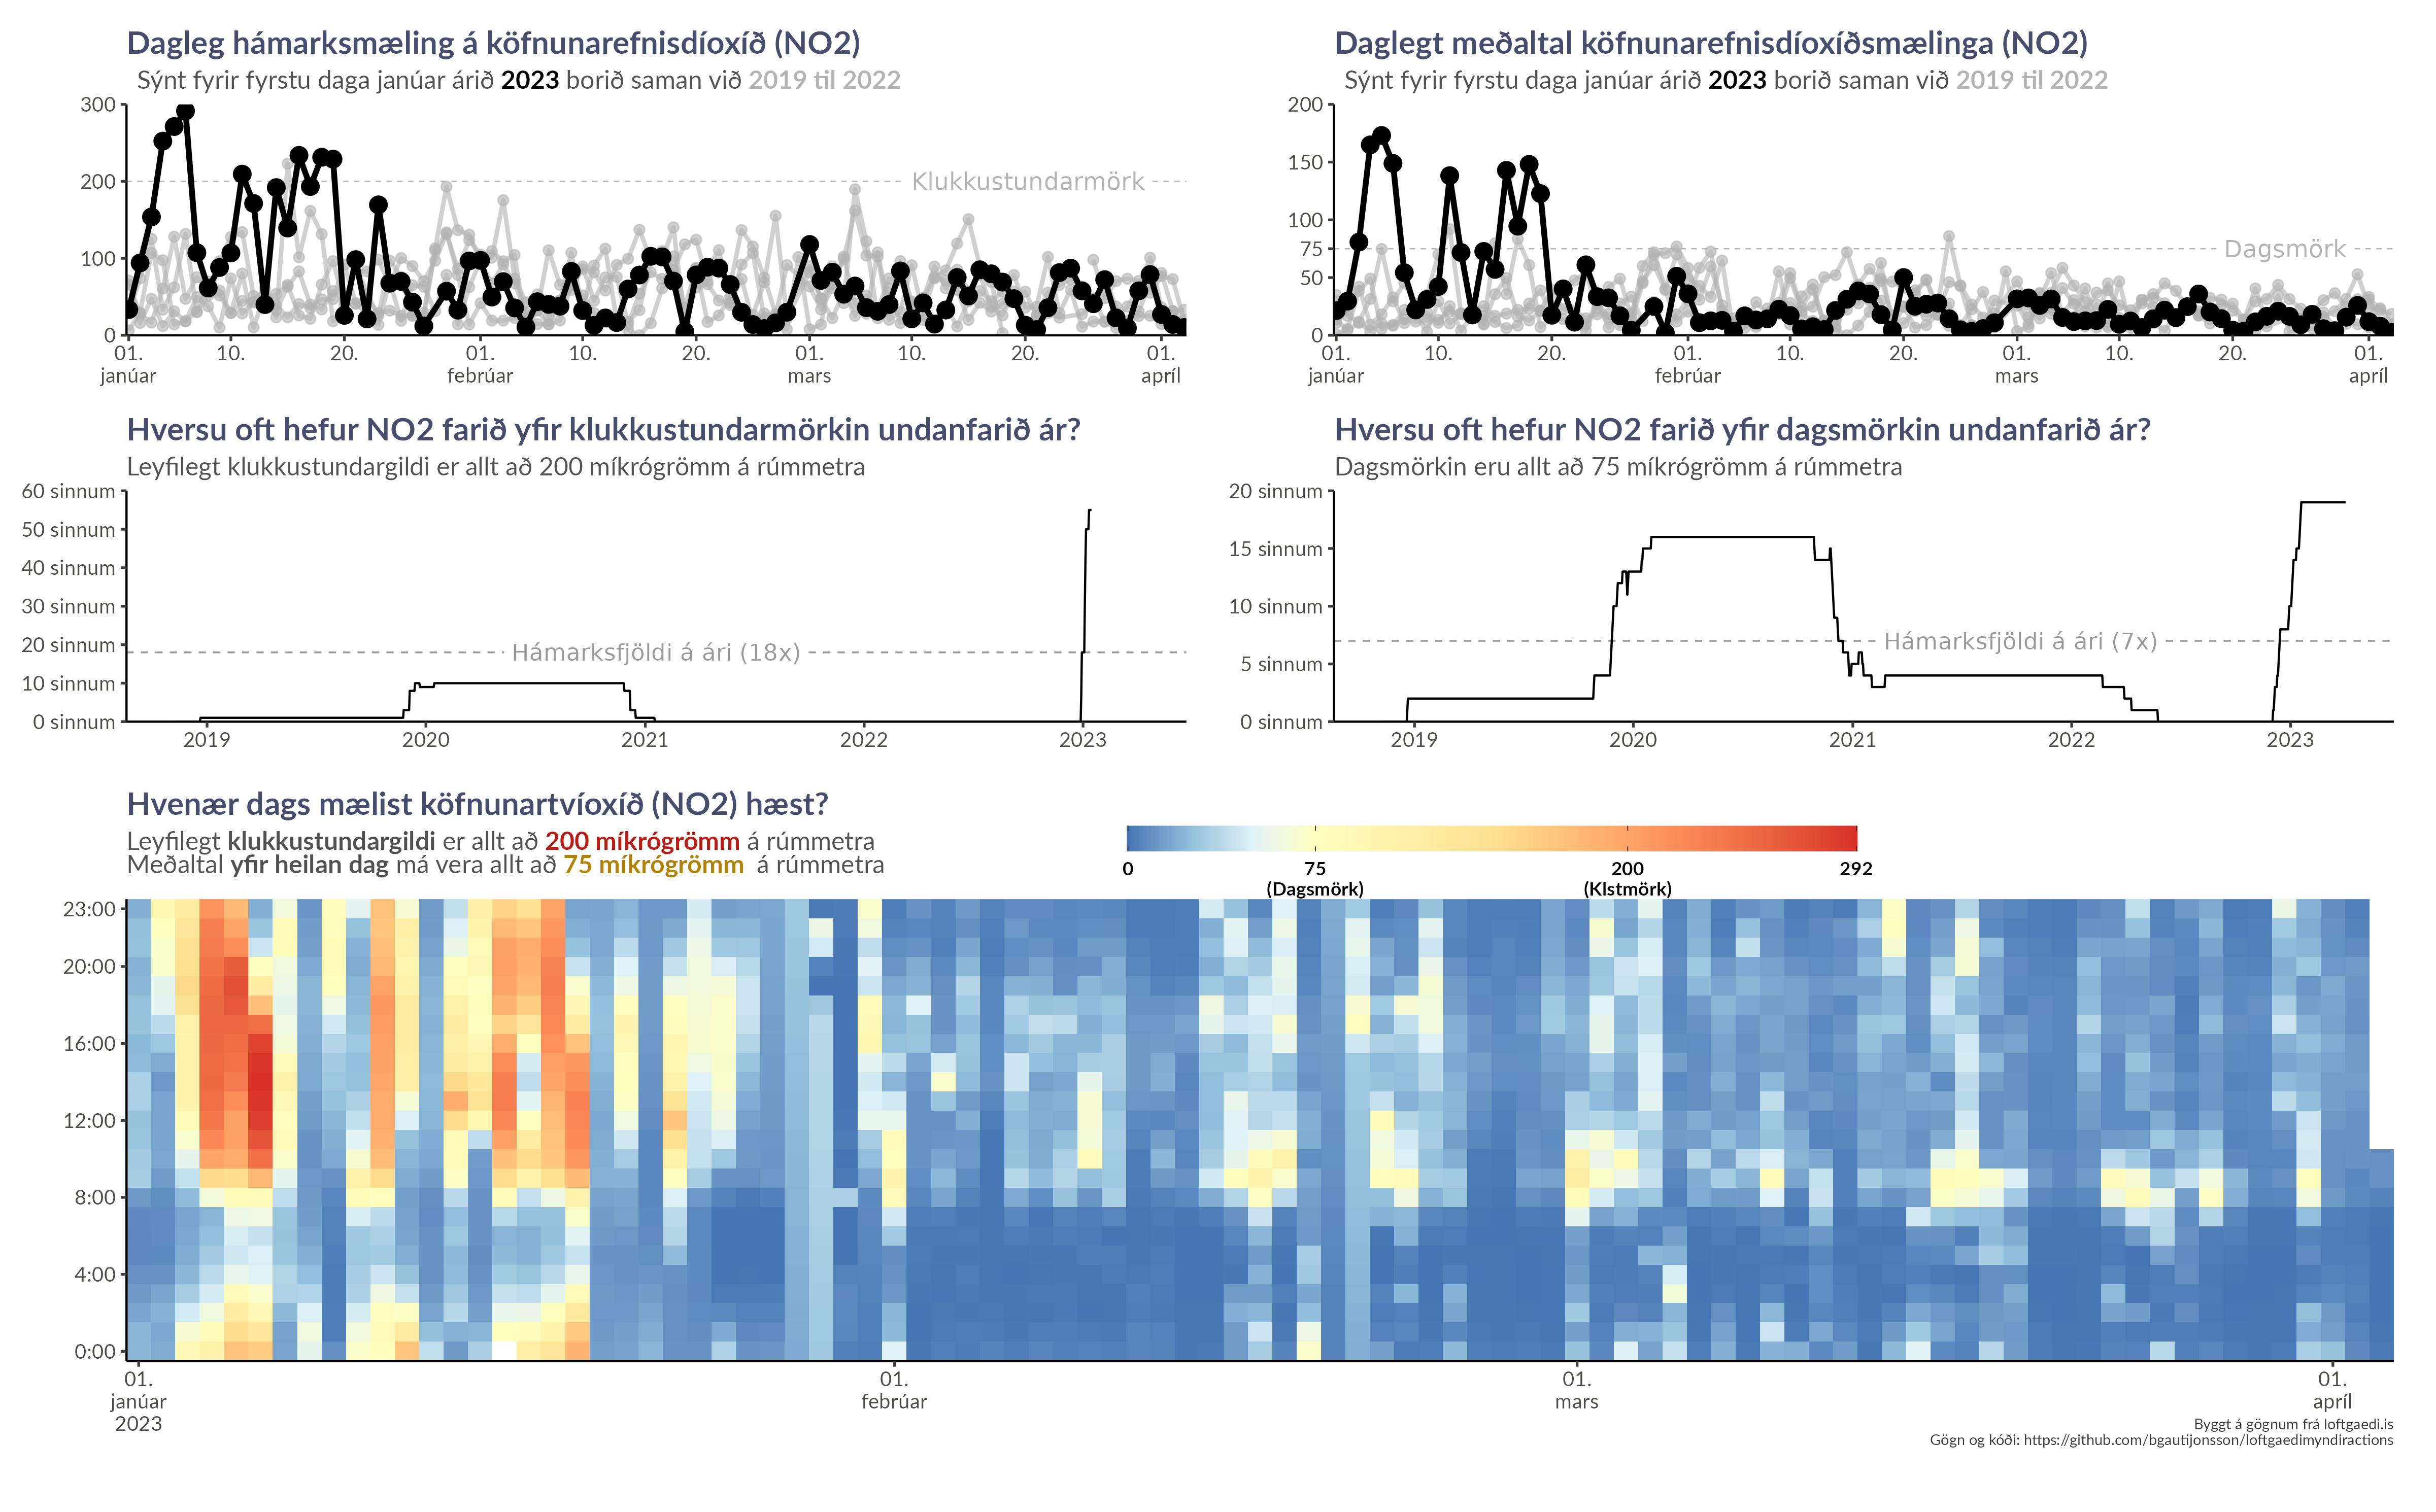 Dagleg hámarksmæling á köfnunarefnisdíoxíð (NO2)
Sýnt fyrir fyrstu daga janúar árið 2023 borið saman við 2019 til 2022
300
200
100
0
Klukkustundarmörk
01. 10. 20. 01. 10. 20. 01. 10. 20. 01.
janúar febrúar mars apríl
Daglegt meðaltal köfnunarefnisdíoxíðsmælinga (NO2)
Sýnt fyrir fyrstu daga janúar árið 2023 borið saman við 2019 til 2022
200
150
100
75
50
0
Dagsmörk
01. 10. 20. 01. 10. 20. 01. 10. 20. 01.
janúar febrúar mars apríl
Hversu oft hefur NO2 farið yfir klukkustundarmörkin undanfarið ár?
Leyfilegt klukkustundargildi er allt að 200 míkrógrömm á rúmmetra
60 sinnum
50 sinnum
40 sinnum
30 sinnum
20 sinnum
10 sinnum
0 sinnum
Hámarksfjöldi á ári (18x)
2019 2020 2021 2022 2023
Hversu oft hefur NO2 farið yfir dagsmörkin undanfarið ár?
Dagsmörkin eru allt að 75 míkrógrömm á rúmmetra
20 sinnum
15 sinnum
10 sinnum
5 sinnum
0 sinnum
Hámarksfjöldi á ári (7x)
2019 2020 2021 2022 2023
Hvenær dags mælist köfnunartvíoxíð (NO2) hæst?
Leyfilegt klukkustundargildi er allt að 200 míkrógrömm á rúmmetra
Meðaltal yfir heilan dag má vera allt að 75 míkrógrömm á rúmmetra
0 75 200 292
(Dagsmörk) (Klstmörk)
23:00
20:00
16:00
12:00
8:00
4:00
0:00
01. 01. 01. 01.
janúar febrúar mars apríl
2023
Byggt á gögnum frá loftgaedi.is
Gögn og kóði: https://github.com/bgautijonsson/loftgaedimyndiractions